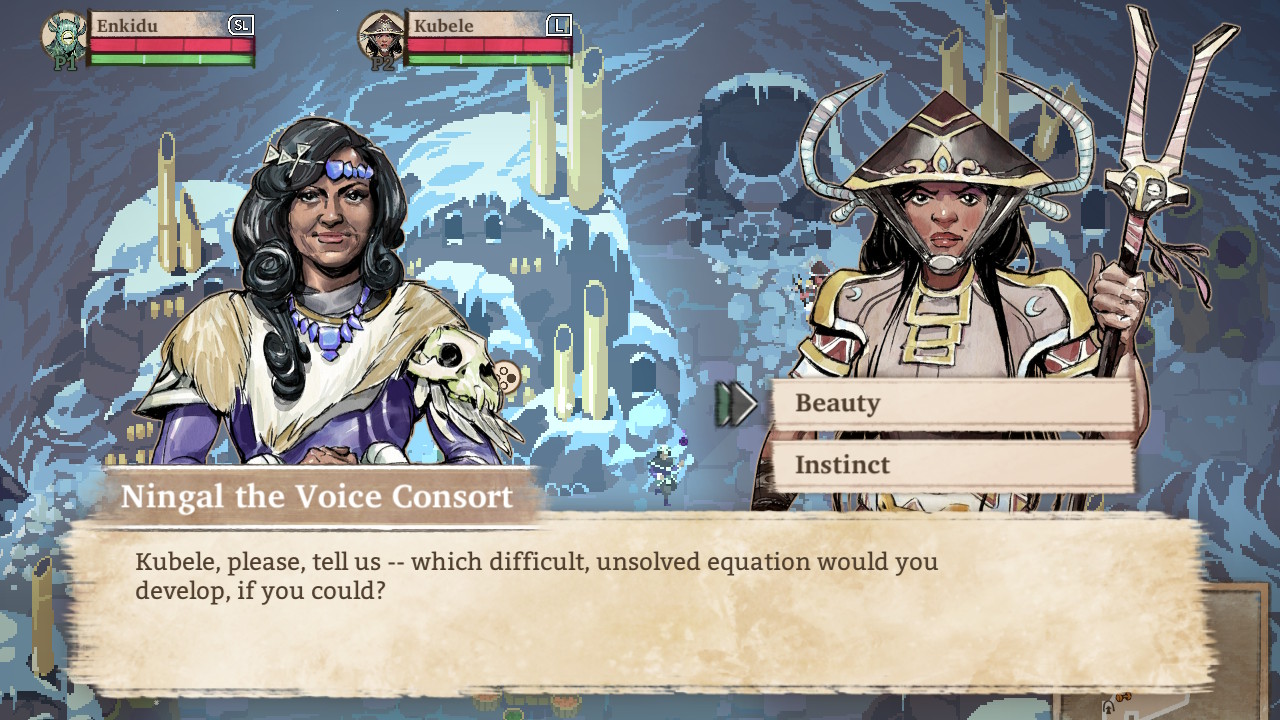 Enkidu
SL
P1
Kubele
L
P2
Beauty
Instinct
Ningal the Voice Consort
Kubele, please, tell us -- which difficult, unsolved equation would you
develop, if you could?